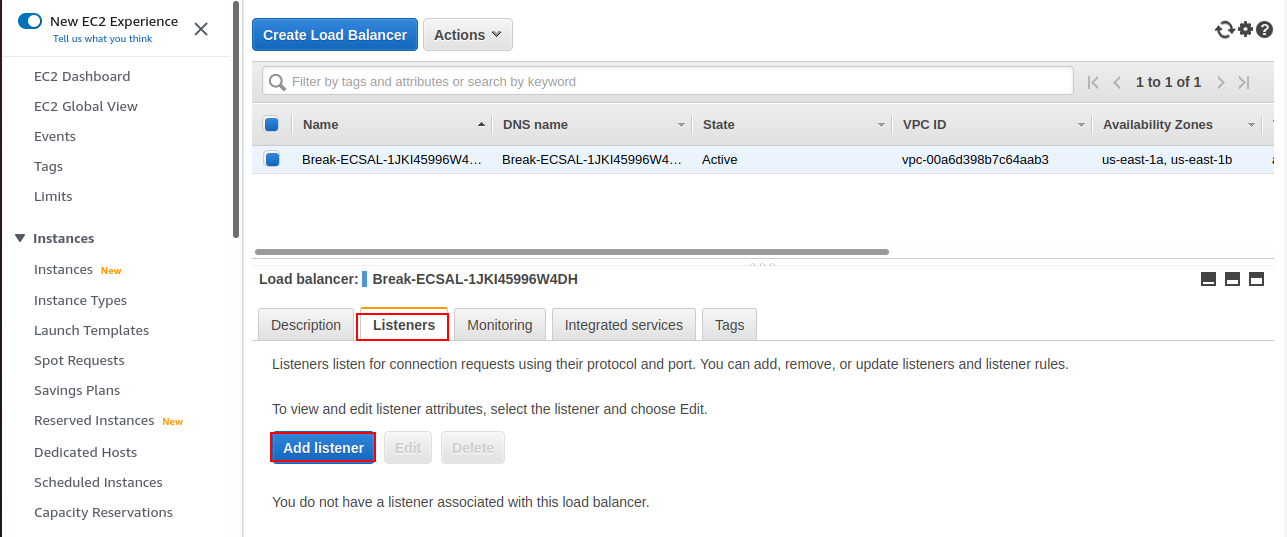 New EC2 Experience
Tell us what you think
EC2 Dashboard
EC2 Global View
Events
Tags
Limits
Instances
Instances New
Instance Types
Launch Templates
Spot Requests
Savings Plans
Reserved Instances New
Dedicated Hosts
Scheduled Instances
Capacity Reservations
Create Load Balancer Actions
Filter by tags and attributes or search by keyword 1 to 1 of 1
Name DNS name State VPC ID Availability Zones
Break-ECSAL-1JKI45996W4... Break-ECSAL-1JKI45996W4... Active vpc-00a6d398b7c64aab3 us-east-1a, us-east-1b
Load balancer: Break-ECSAL-1JKI45996W4DH
Description Listeners Monitoring Integrated services Tags
Listeners listen for connection requests using their protocol and port. You can add, remove, or update listeners and listener rules.
To view and edit listener attributes, select the listener and choose Edit.
Add listener Edit Delete
You do not have a listener associated with this load balancer.